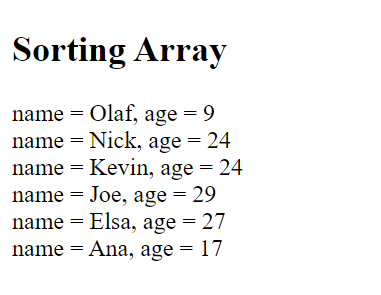 Sorting Array
name = Olaf, age = 9
name = Nick, age = 24
name = Kevin, age = 24
name = Joe, age = 29
name = Elsa, age = 27
name = Ana, age = 17